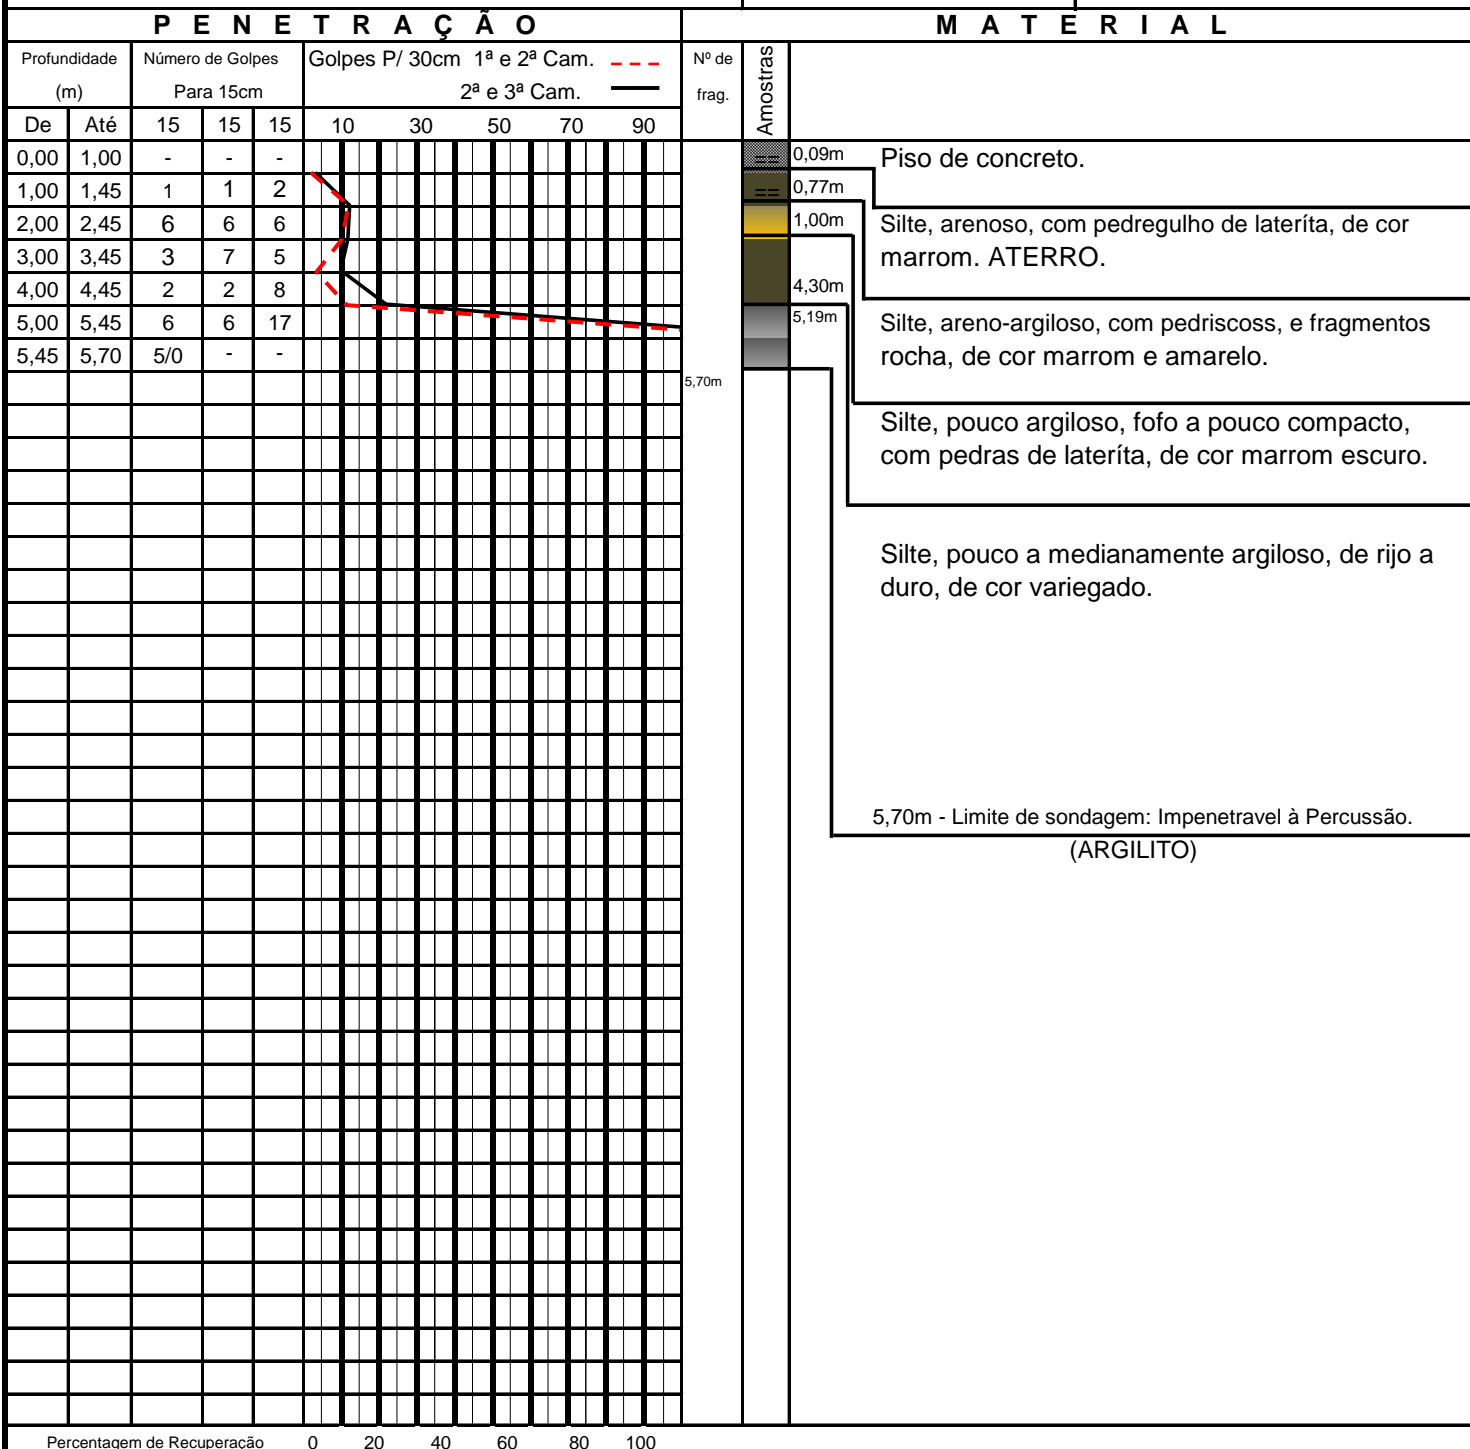 P E N E T R A Ç Ã O M A T E R I A L
Profundidade (m) Número de Golpes Para 15cm Golpes P/ 30cm 1ª e 2ª Cam. 2ª e 3ª Cam. Nº de frag. Amostras
De Até 15 15 15 10 30 50 70 90
0,00 1,00 - - -
1,00 1,45 1 1 2
2,00 2,45 6 6 6
3,00 3,45 3 7 5
4,00 4,45 2 2 8
5,00 5,45 6 6 17
5,45 5,70 5/0 - -
5,70m
==
==
0,09m
0,77m
1,00m
4,30m
5,19m
Piso de concreto.
Silte, arenoso, com pedregulho de lateríta, de cor
marrom. ATERRO.
Silte, areno-argiloso, com pedriscoss, e fragmentos
rocha, de cor marrom e amarelo.
Silte, pouco argiloso, fofo a pouco compacto,
com pedras de lateríta, de cor marrom escuro.
Silte, pouco a medianamente argiloso, de rijo a
duro, de cor variegado.
5,70m - Limite de sondagem: Impenetravel à Percussão.
(ARGILITO)
Percentagem de Recuperação 0 20 40 60 80 100